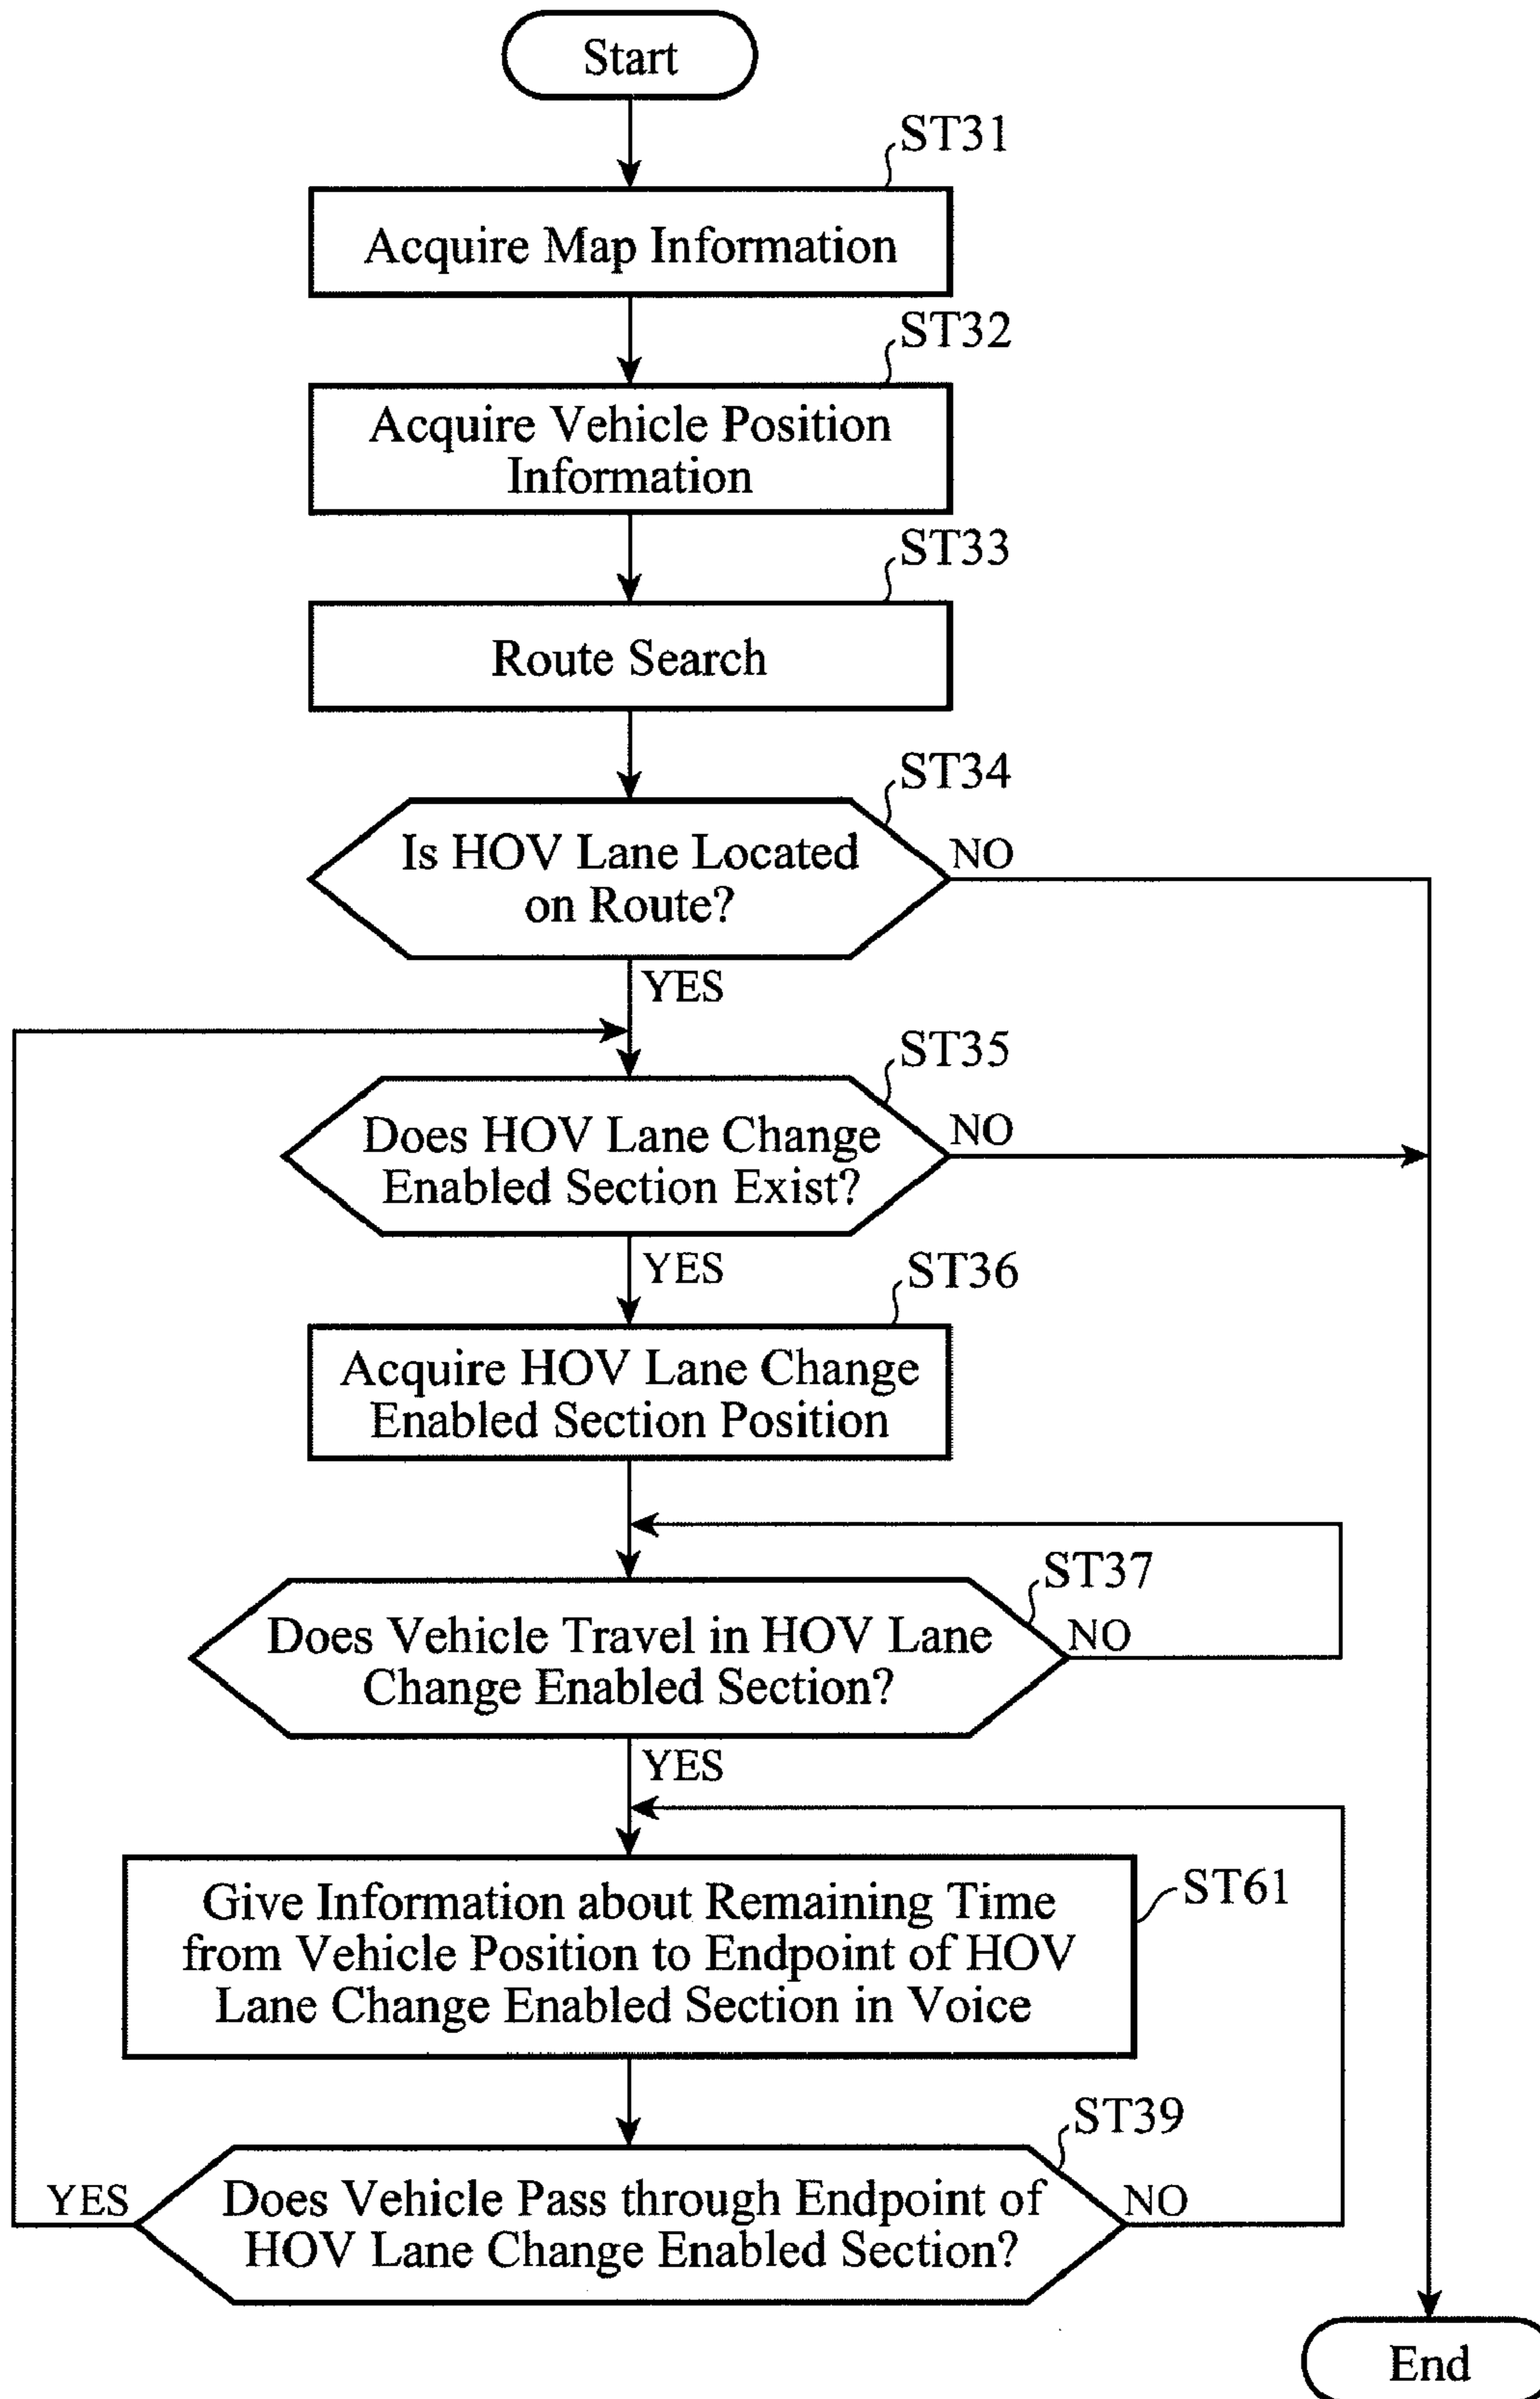 Start
ST31
Acquire Map Information
ST32
Acquire Vehicle Position
Information
ST33
Route Search
ST34
Is HOV Lane Located
on Route?
NO
YES
ST35
Does HOV Lane Change
Enabled Section Exist?
NO
YES
ST36
Acquire HOV Lane Change
Enabled Section Position
ST37
Does Vehicle Travel in HOV Lane
Change Enabled Section?
NO
YES
ST61
Give Information about Remaining Time
from Vehicle Position to Endpoint of HOV
Lane Change Enabled Section in Voice
ST39
YES
Does Vehicle Pass through Endpoint of
HOV Lane Change Enabled Section?
NO
End